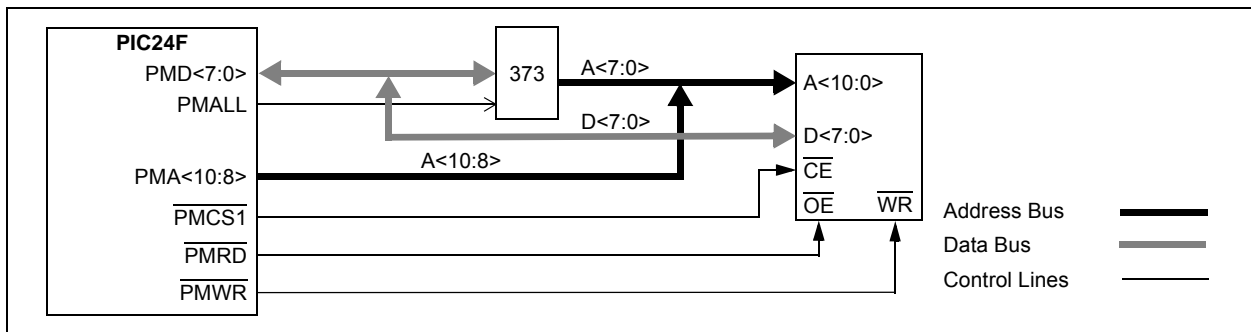 PIC24F
PMD<7:0>
PMALL
PMA<10:8>
PMCS1
PMRD
PMWR
373
A<7:0>
D<7:0>
A<10:8>
A<10:0>
D<7:0>
CE
OE WR
Address Bus
Data Bus
Control Lines